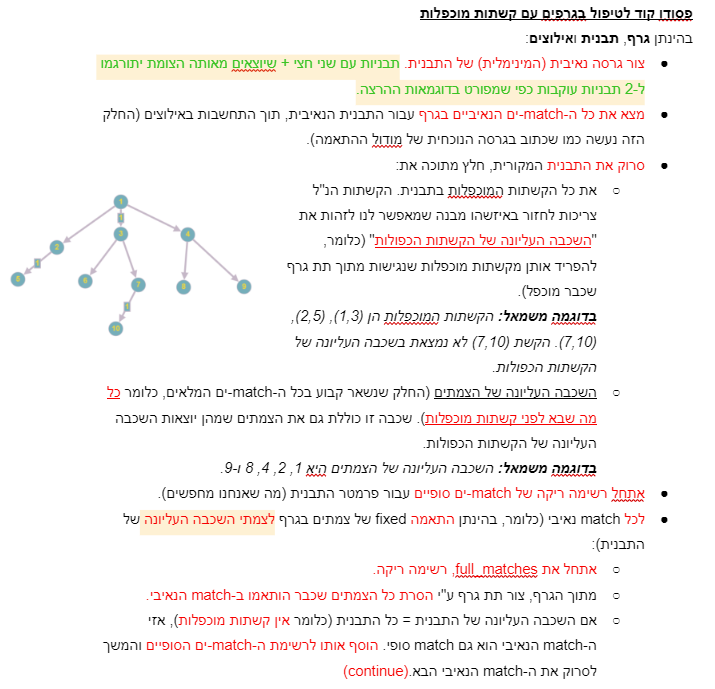 פסודו קוד לטיפול בגרפים עם קשתות מוכפלות
בהינתן גרף, תבנית ואילוצים:
● צור גרסה נאיבית (המינימלית) של התבנית. תבניות עם שני חצי + שיוצאים מאותה הצומת יתורגמו
ל-2 תבניות עוקבות כפי שמפורט בדוגמאות ההרצה.
● מצא את כל ה-match-ים הנאיביים בגרף עבור התבנית הנאיבית, תוך התחשבות באילוצים (החלק
הזה נעשה כמו שכתוב בגרסה הנוכחית של מודול ההתאמה).
● סרוק את התבנית המקורית, חלץ מתוכה את:
○ את כל הקשתות המוכפלות בתבנית. הקשתות הנ"ל
צריכות לחזור באיזשהו מבנה שמאפשר לנו לזהות את
"השכבה העליונה של הקשתות הכפולות" (כלומר,
להפריד אותן מקשתות מוכפלות שנגישות מתוך תת גרף
שכבר מוכפל).
בדוגמה משמאל: הקשתות המוכפלות הן (1,3), (2,5),
(7,10). הקשת (7,10) לא נמצאת בשכבה העליונה של
הקשתות הכפולות.
○ השכבה העליונה של הצמתים (החלק שנשאר קבוע בכל ה-match-ים המלאים, כלומר כל
מה שבא לפני קשתות מוכפלות). שכבה זו כוללת גם את הצמתים שמהן יוצאות השכבה
העליונה של הקשתות הכפולות.
בדוגמה משמאל: השכבה העליונה של הצמתים היא 1, 2, 4, 8 ו-9.
● אתחל רשימה ריקה של match-ים סופיים עבור פרמטר התבנית (מה שאנחנו מחפשים).
● לכל match נאיבי (כלומר, בהינתן התאמה fixed של צמתים בגרף לצמתי השכבה העליונה של
התבנית):
○ אתחל את full_matches, רשימה ריקה.
○ מתוך הגרף, צור תת גרף ע"י הסרת כל הצמתים שכבר הותאמו ב-match הנאיבי.
○ אם השכבה העליונה של התבנית = כל התבנית (כלומר אין קשתות מוכפלות), אזי
ה-match הנאיבי הוא גם match סופי. הוסף אותו לרשימת ה-match-ים הסופיים והמשך
לסרוק את ה-match הנאיבי הבא.(continue)
1
1
2
3
4
1
5
6
7
8
9
1
10